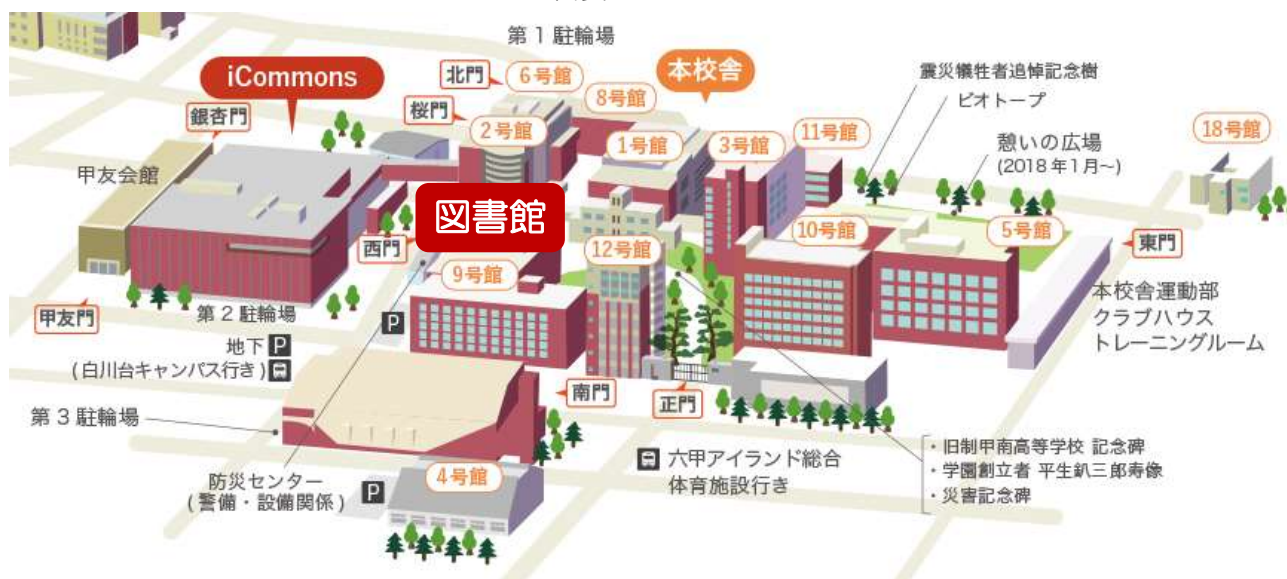 第1駐輪場
iCommons
北門
6号館
本校舎
震災犠牲者追悼記念樹
8号館
ビオトープ
銀杏門
桜門
2号館
1号館
3号館
11号館
憩いの広場
(2018年1月~)
18号館
甲友会館
図書館
西門
12号館
10号館
5号館
東門
9号館
本校舎運動部
クラブハウス
トレーニングルーム
甲友門
第2駐輪場
P
地下 P
(白川台キャンパス行き)
南門
正門
第3駐輪場
六甲アイランド総合
体育施設行き
・旧制甲南高等学校 記念碑
・学園創立者 平生釟三郎寿像
・災害記念碑
4号館
防災センター
(警備・設備関係)
P